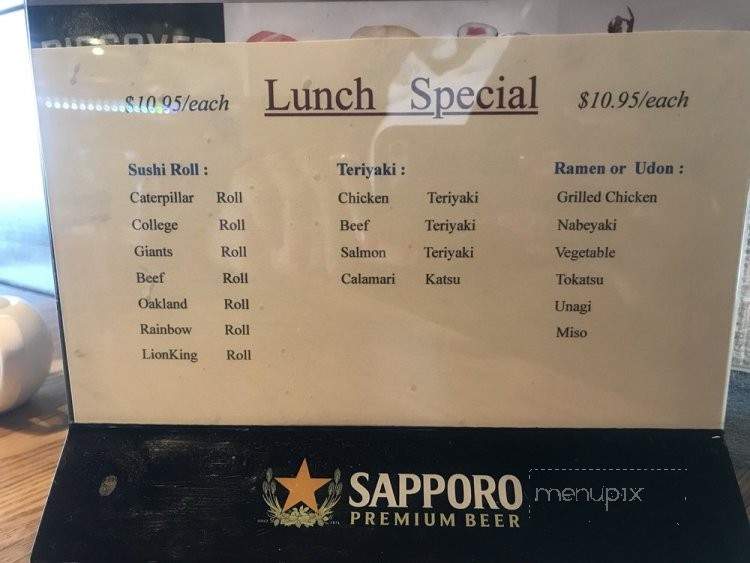 DISCOVER
$10.95/each Lunch Special $10.95/each
Sushi Roll :
Caterpillar Roll
College Roll
Giants Roll
Beef Roll
Oakland Roll
Rainbow Roll
LionKing Roll
Teriyaki :
Chicken Teriyaki
Beef Teriyaki
Salmon Teriyaki
Calamari Katsu
Ramen or Udon :
Grilled Chicken
Nabeyaki
Vegetable
Tokatsu
Unagi
Miso
SAPPORO
PREMIUM BEER
menupix